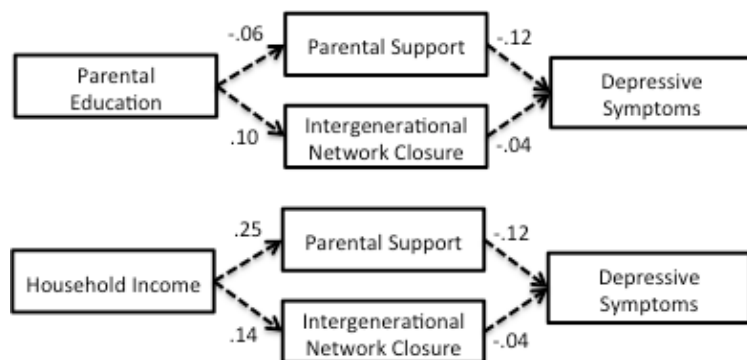 -.06
Parental Support
-.12
Parental
Education
Depressive
Symptoms
.10
Intergenerational
Network Closure
-.04
.25
Parental Support
-.12
Household Income
Depressive
Symptoms
.14
Intergenerational
Network Closure
-.04